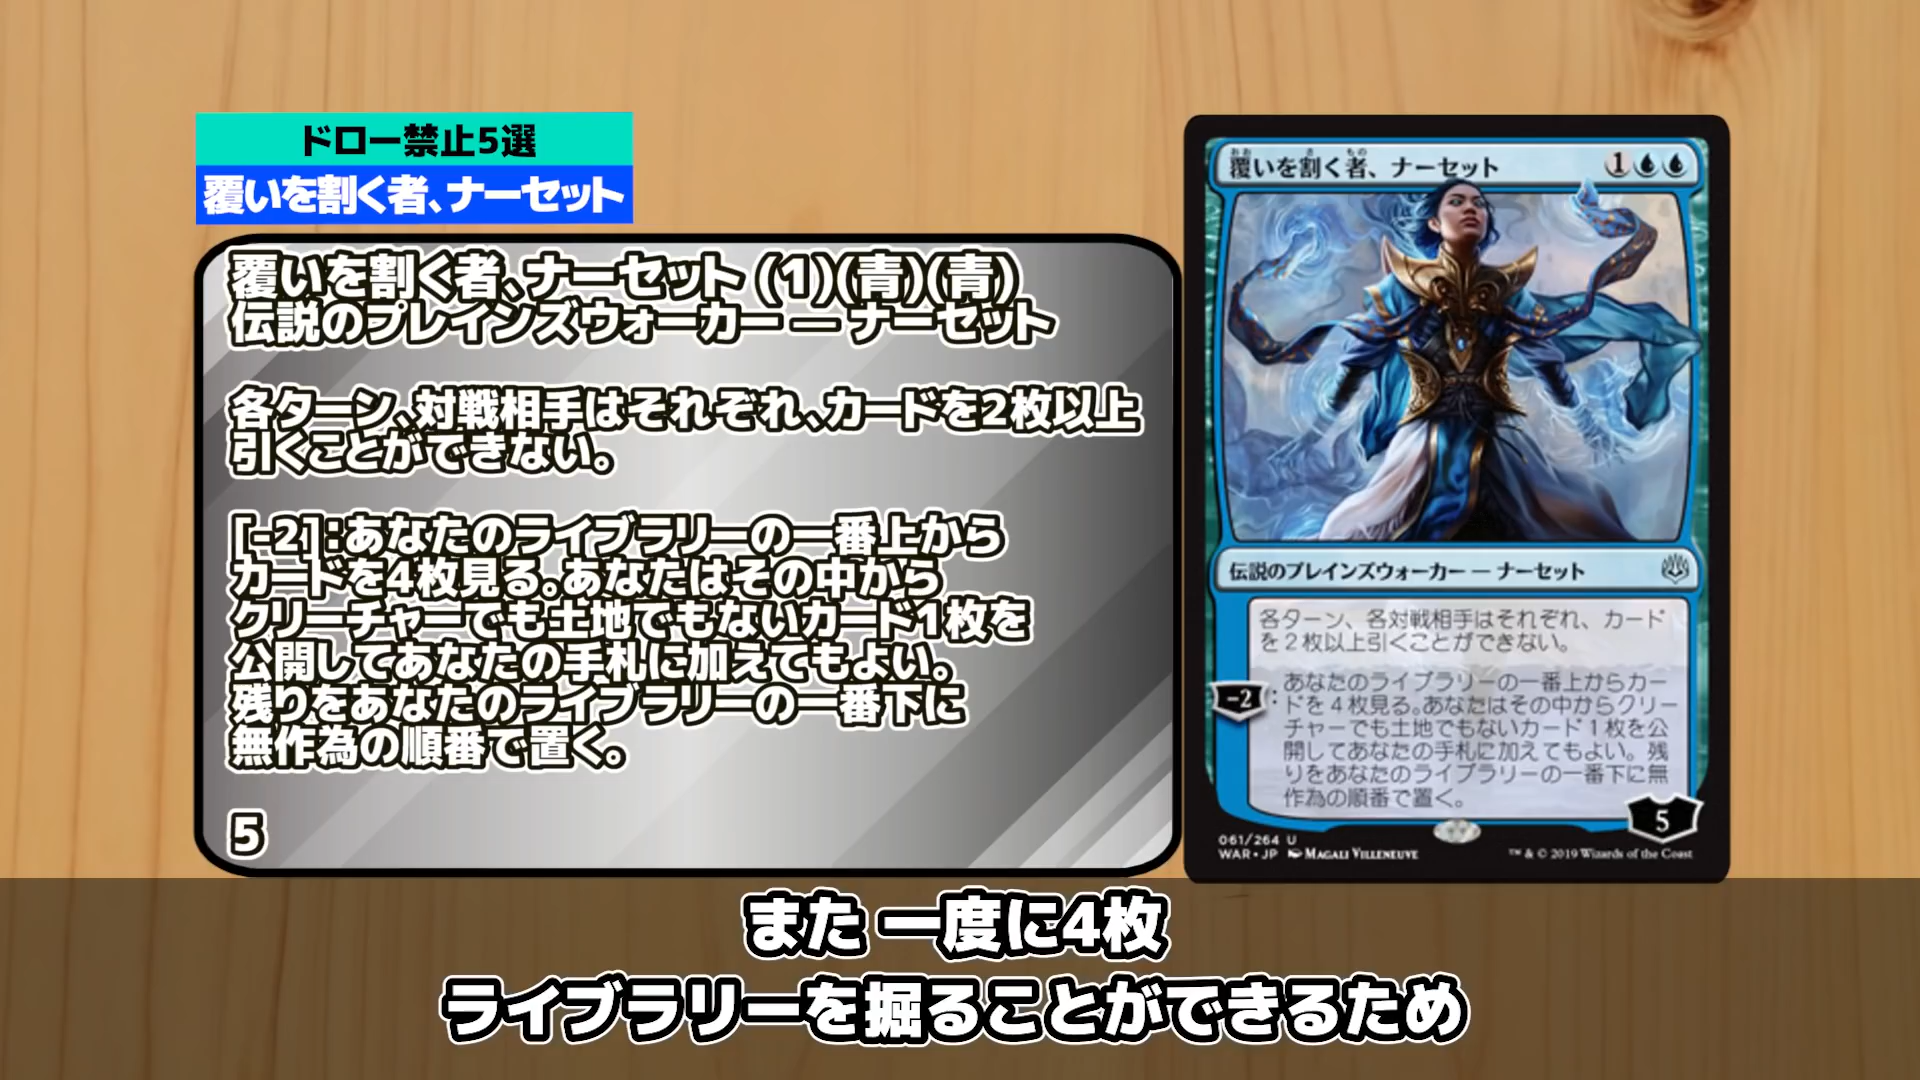 ドロー禁止5選
覆いを割く者、ナーセット
覆いを割く者、ナーセット (1)(青)(青)
伝説のプレインズウォーカー ― ナーセット
各ターン、対戦相手はそれぞれ、カードを2枚以上
引くことができない。
[-2]:あなたのライブラリーの一番上から
カードを4枚見る。あなたはその中から
クリーチャーでも土地でもないカード1枚を
公開してあなたの手札に加えてもよい。
残りをあなたのライブラリーの一番下に
無作為の順番で置く。
5
覆いを割く者、ナーセット 1
伝説のプレインズウォーカー ― ナーセット
各ターン、各対戦相手はそれぞれ、カード
を2枚以上引くことができない。
-2:あなたのライブラリーの一番上からカー
ドを4枚見る。あなたはその中からクリー
チャーでも土地でもないカード1枚を公
開してあなたの手札に加えてもよい。残
りをあなたのライブラリーの一番下に無
作為の順番で置く。
5
061/264 U
WAR・JP MAGALI VILLENEUVE
™ & © 2019 Wizards of the Coast
また 一度に4枚
ライブラリーを掘ることができるため